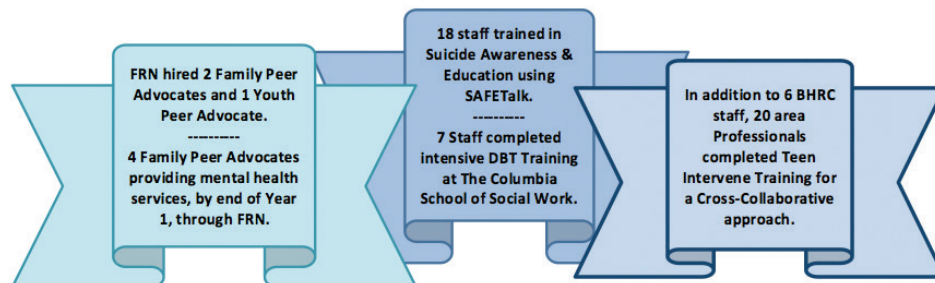 FRN hired 2 Family Peer
Advocates and 1 Youth
Peer Advocate.
----------
4 Family Peer Advocates
providing mental health
services, by end of Year
1, through FRN.
18 staff trained in
Suicide Awareness &
Education using
SAFETalk.
----------
7 Staff completed
intensive DBT Training
at The Columbia
School of Social Work.
In addition to 6 BHRC
staff, 20 area
Professionals
completed Teen
Intervene Training for
a Cross-Collaborative
approach.